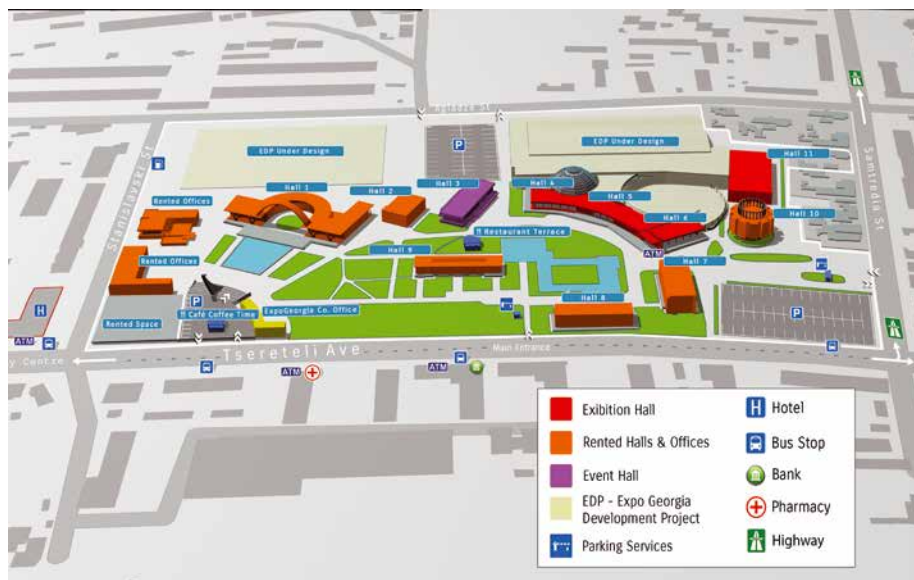 EDP Under Design
P
EDP Under Design
Hall 11
Hall 1
Hall 2
Hall 3
Hall 4
Hall 5
Hall 6
Hall 10
Stanislavski St
Samtredia St
Rented Offices
Restaurant Terrace
Hall 9
ATM
Hall 7
Rented Offices
P
Café Coffee Time
ExpoGeorgia Co. Office
Hall 8
P
Rented Space
H
ATM
Tsereteli Ave
Main Entrance
ATM
ATM
Exibition Hall
Rented Halls & Offices
Event Hall
EDP - Expo Georgia
Development Project
Parking Services
H
Hotel
Bus Stop
Bank
Pharmacy
Highway